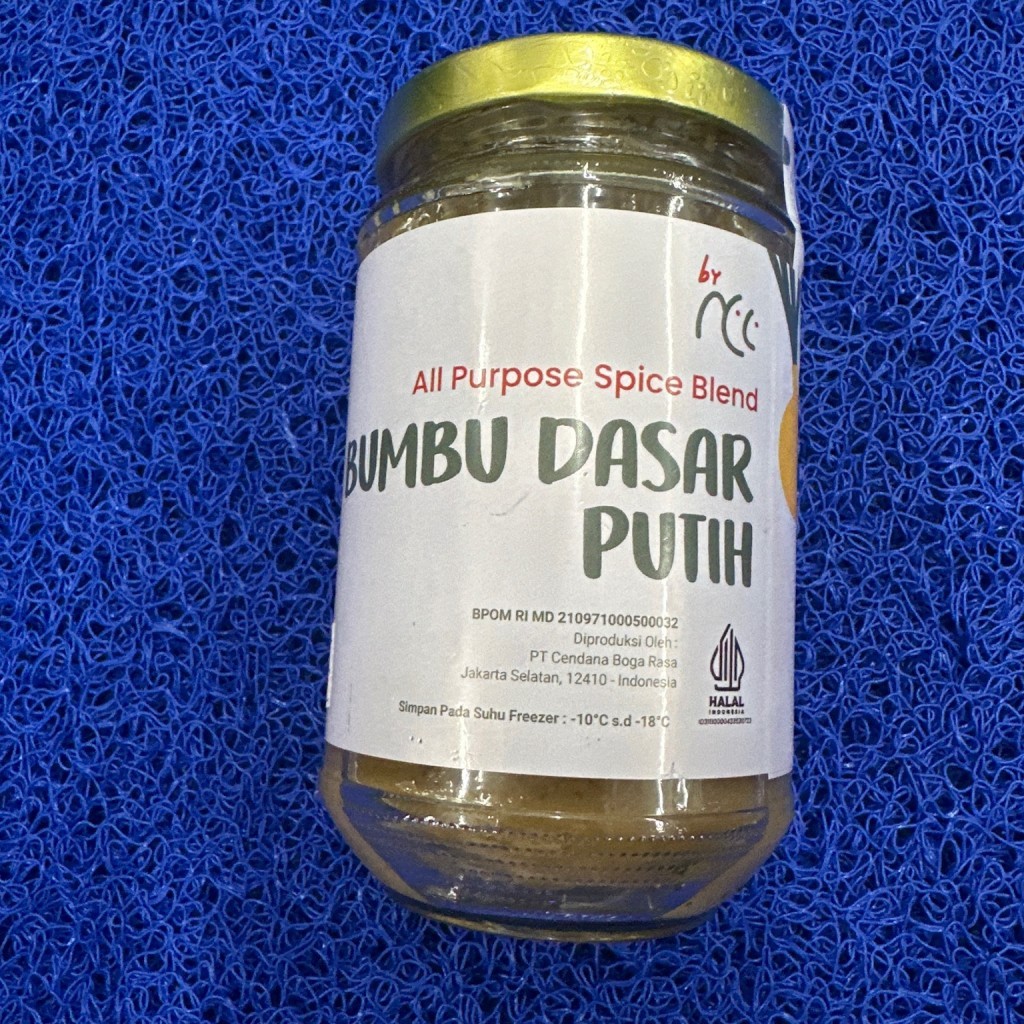 by
NCC
All Purpose Spice Blend
BUMBU DASAR
PUTIH
BPOM RI MD 210971000500032
Diproduksi Oleh :
PT Cendana Boga Rasa
Jakarta Selatan, 12410 - Indonesia
HALAL
INDONESIA
Simpan Pada Suhu Freezer : -10°C s.d -18°C